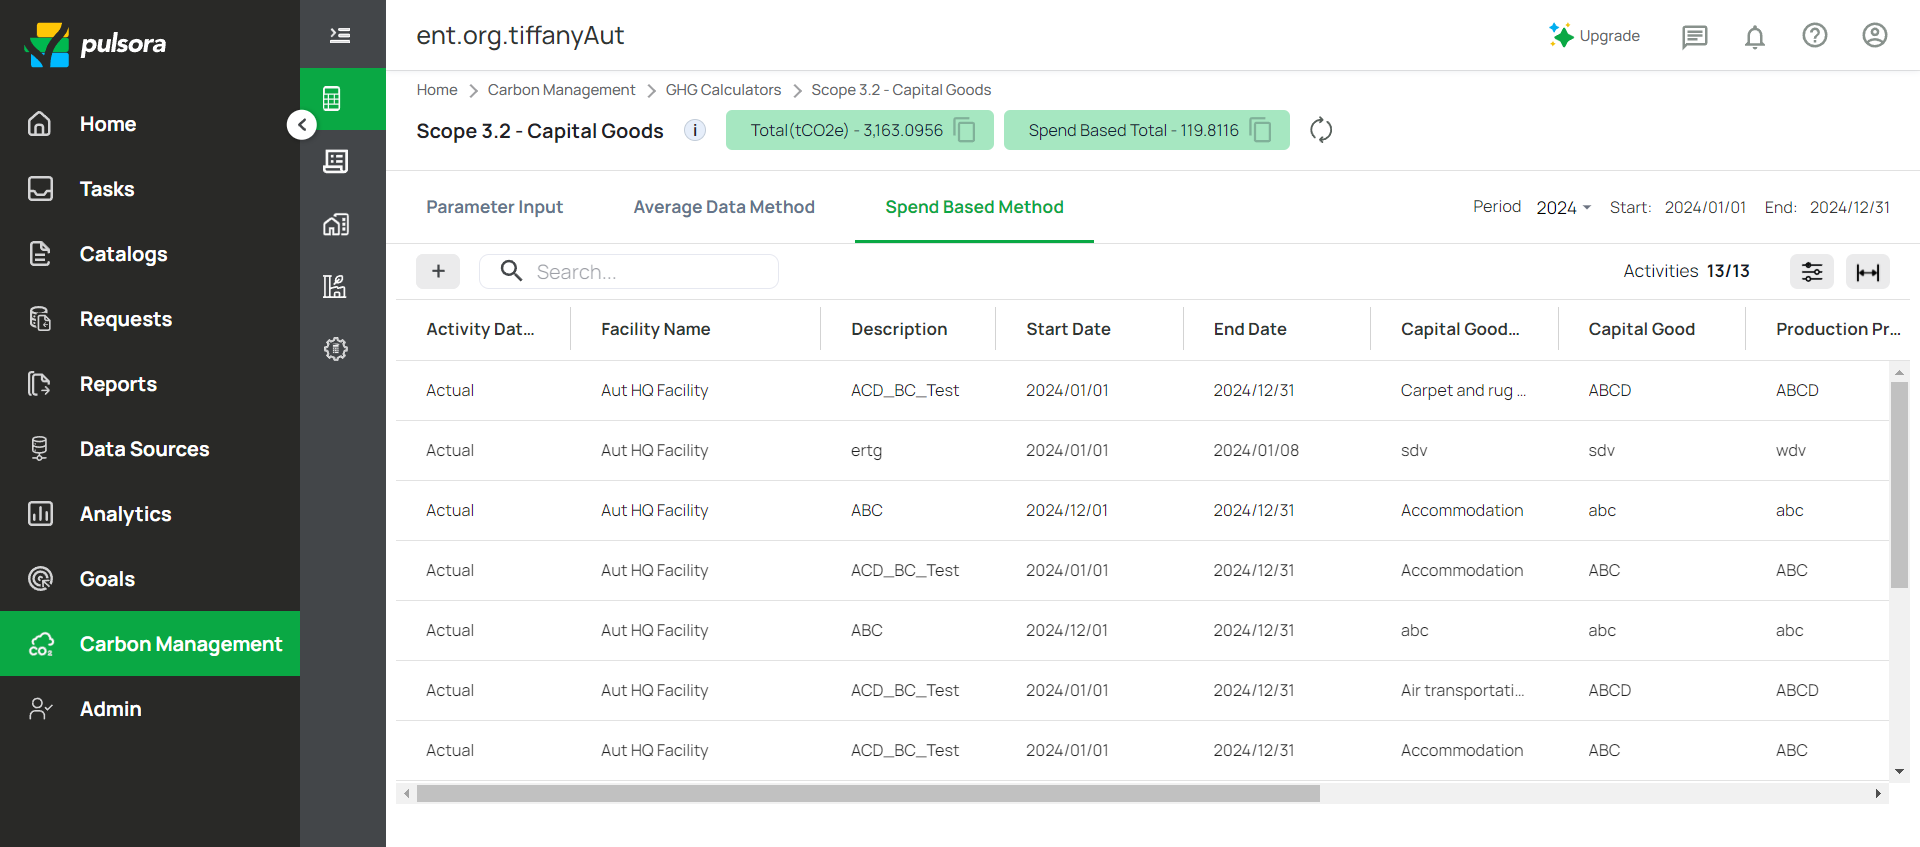 pulsora
Home
Tasks
Catalogs
Requests
Reports
Data Sources
Analytics
Goals
Carbon Management
Admin
ent.org.tiffanyAut
Upgrade
Home Carbon Management GHG Calculators Scope 3.2 - Capital Goods
Scope 3.2 - Capital Goods i Total(tCO2e) - 3,163.0956 Spend Based Total - 119.8116
Parameter Input Average Data Method Spend Based Method Period 2024 Start: 2024/01/01 End: 2024/12/31
+ Search... Activities 13/13
Activity Dat... Facility Name Description Start Date End Date Capital Good... Capital Good Production Pr...
Actual Aut HQ Facility ACD_BC_Test 2024/01/01 2024/12/31 Carpet and rug ... ABCD ABCD
Actual Aut HQ Facility ertg 2024/01/01 2024/01/08 sdv sdv wdv
Actual Aut HQ Facility ABC 2024/12/01 2024/12/31 Accommodation abc abc
Actual Aut HQ Facility ACD_BC_Test 2024/01/01 2024/12/31 Accommodation ABC ABC
Actual Aut HQ Facility ABC 2024/12/01 2024/12/31 abc abc abc
Actual Aut HQ Facility ACD_BC_Test 2024/01/01 2024/12/31 Air transportati... ABCD ABCD
Actual Aut HQ Facility ACD_BC_Test 2024/01/01 2024/12/31 Accommodation ABC ABC